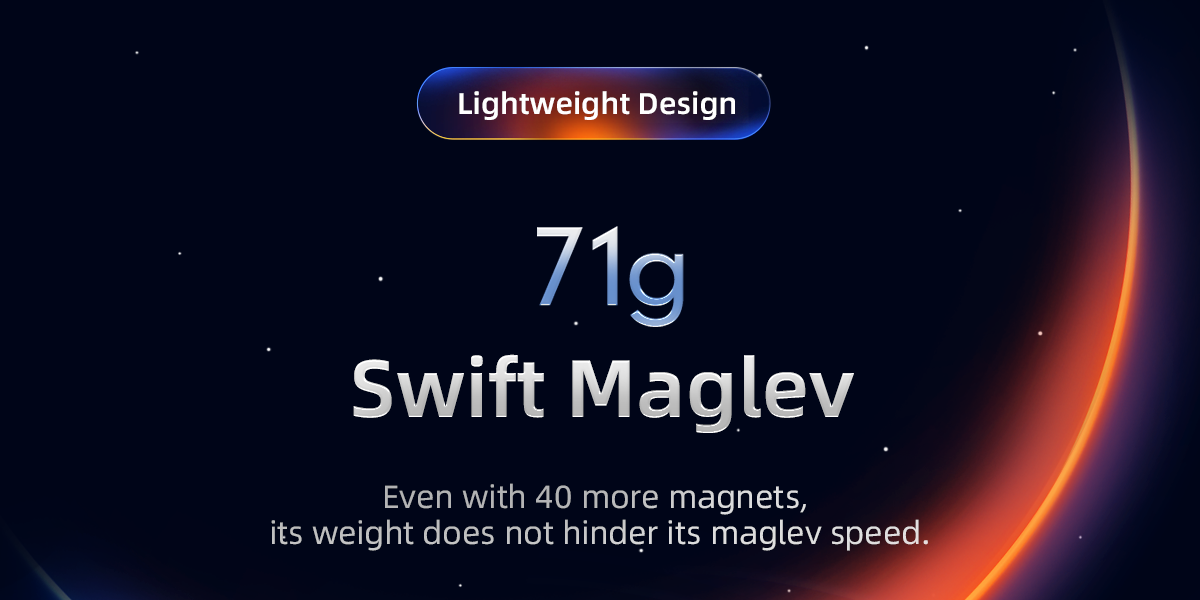 Lightweight Design
71g
Swift Maglev
Even with 40 more magnets,
its weight does not hinder its maglev speed.